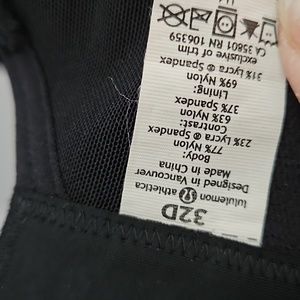 32D
lululemon athletica
Designed in Vancouver
Made in China
Body:
77% Nylon
23% Lycra ® Spandex
Contrast:
63% Nylon
37% Spandex
Lining:
69% Nylon
31% Lycra ® Spandex
exclusive of trim
CA 35801 RN 106359